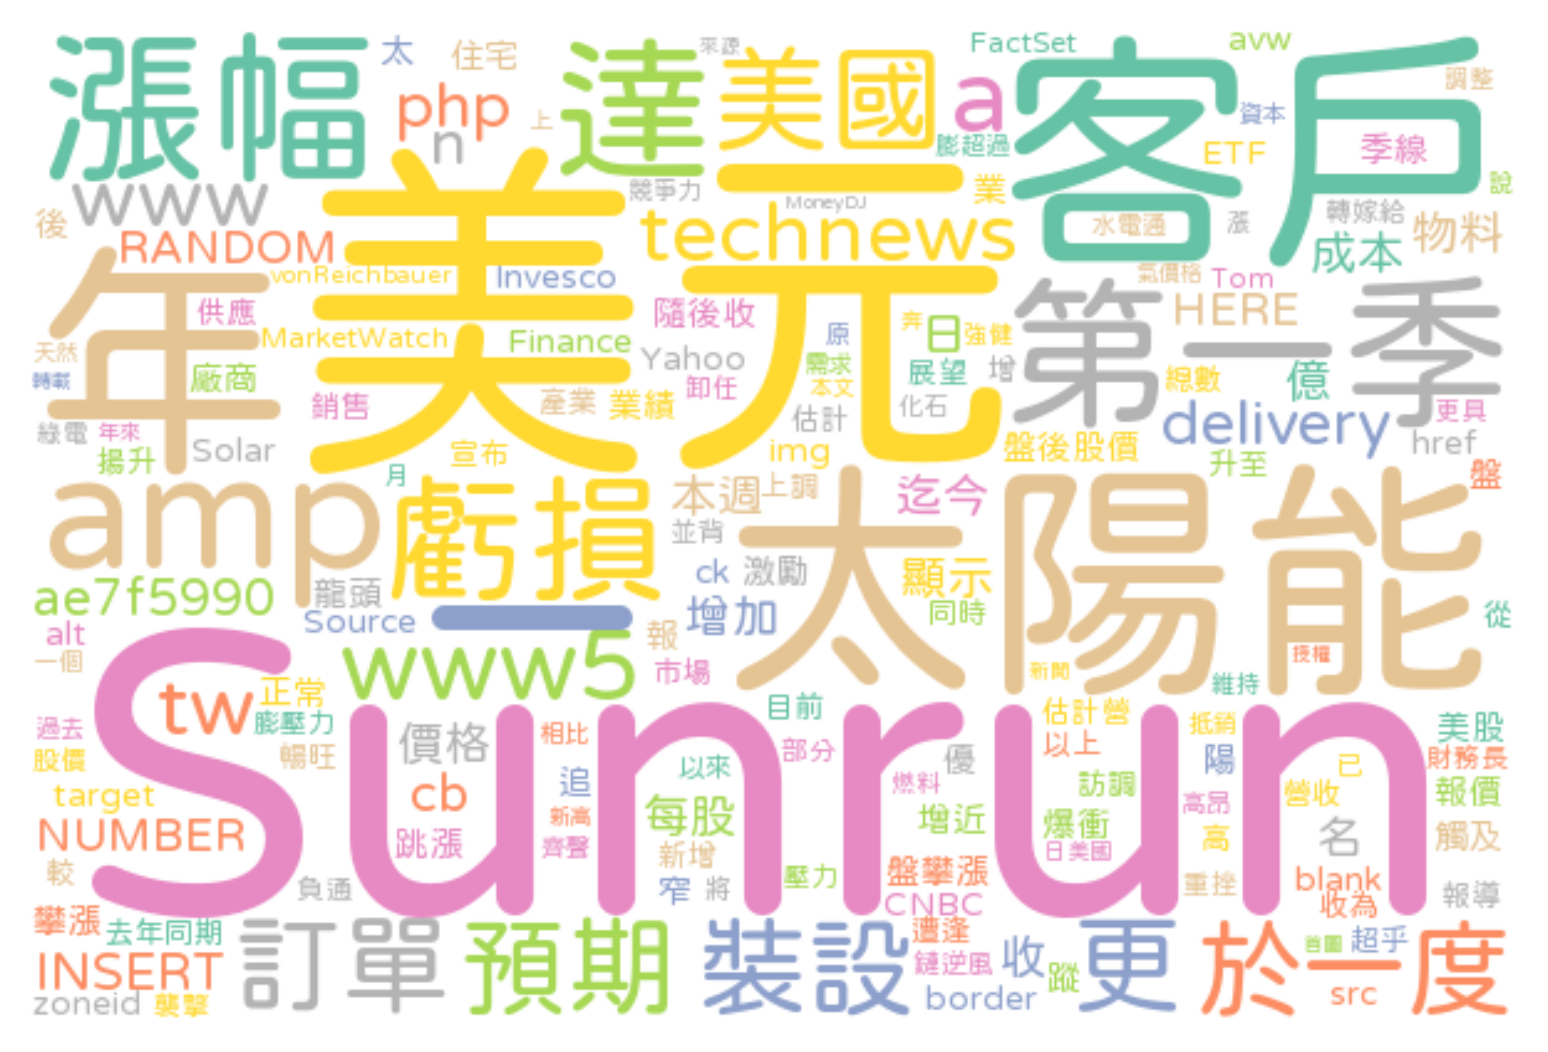 漲幅
太
住宅
php
n
上
達
來源
美國
a
FactSet
膨超過
客戶
avw
資本
ETF
調整
季線
說
www
後
RANDOM
美元
競爭力
一
MoneyDJ
業
technews
水電通
漲
轉嫁給
成本
物料
年
vonReichbauer
Invesco
供應
隨後收
MarketWatch
Finance
天然
轉載
廠商
Yahoo
卸任
銷售
產業
業績
原
需求
本文
估計
奔
日
強健
展望
增
化石
第一季
氣價格
Tom
HERE
總數
億
更具
delivery
href
綠電
年來
揚升
Solar
宣布
月
img
盤後股價
升至
盤
amp
虧損
本週
上調
迄今
太陽能
並背
ck
激勵
顯示
同時
ae7f5990
龍頭
Source
一
增加
從
alt
一個
www5
報
市場
新聞
授權
維持
Sunrun
tw
正常
膨壓力
過去
股價
暢旺
target
NUMBER
較
價格
cb
跳漲
相比
追
新高
齊聲
以來
目前
部分
每股
新增
窄
將
壓力
優
燃料
增近
盤攀漲
CNBC
估計營
以上
訪調
爆衝
日美國
抵銷
陽
高昂
高
重挫
已
營收
名
blank
收為
美股
財務長
報價
觸及
報導
負通
攀漲
去年同期
INSERT
zoneid
襲擊
訂單
預期
裝設
遭逢
鏈逆風
收
蹤
border
更
於
首圖
超乎
一度
src